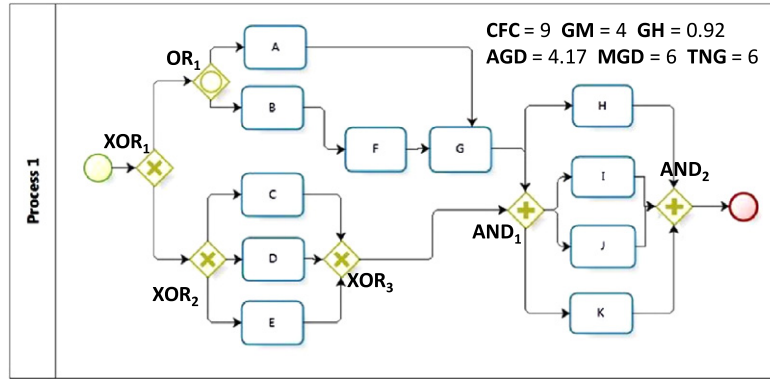 Process 1
CFC = 9 GM = 4 GH = 0.92
AGD = 4.17 MGD = 6 TNG = 6
OR1
A
B
XOR1
F
G
H
C
I
AND2
D
AND1
J
XOR2
XOR3
E
K